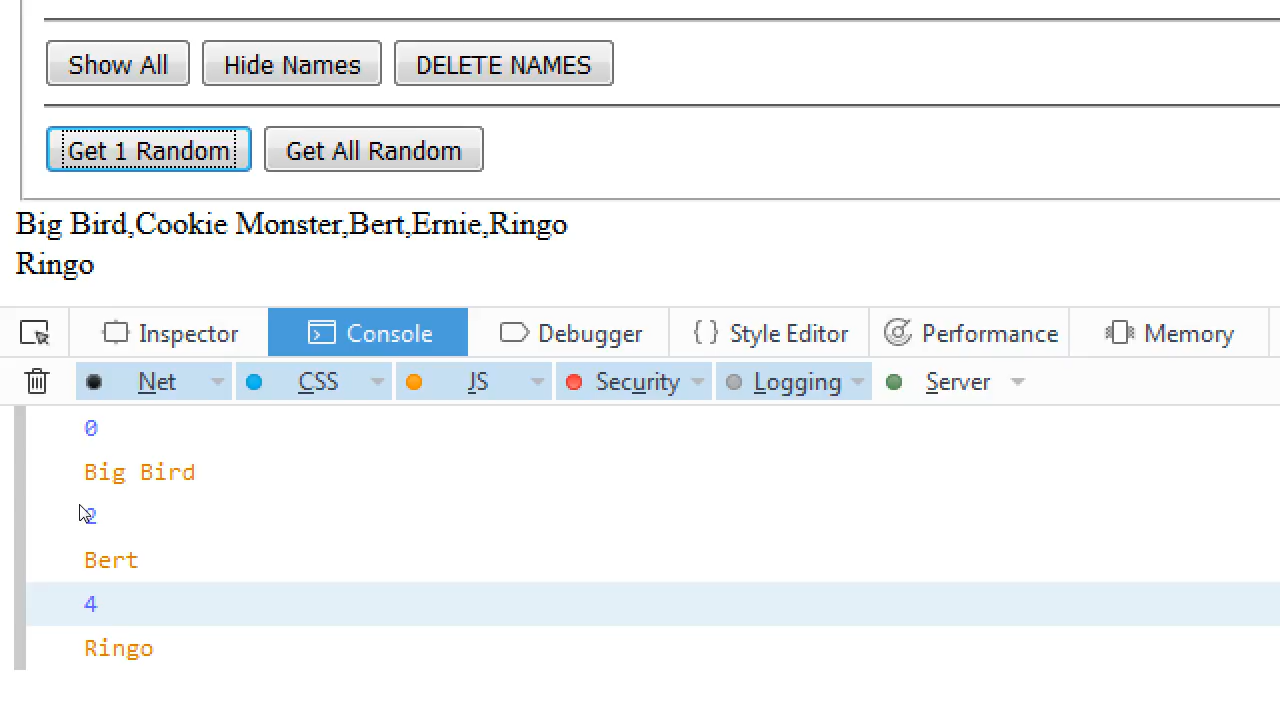 Show All Hide Names DELETE NAMES
Get 1 Random Get All Random
Big Bird,Cookie Monster,Bert,Ernie,Ringo
Ringo
Inspector Console Debugger { } Style Editor Performance Memory
Net CSS JS Security Logging Server
0
Big Bird
2
Bert
4
Ringo